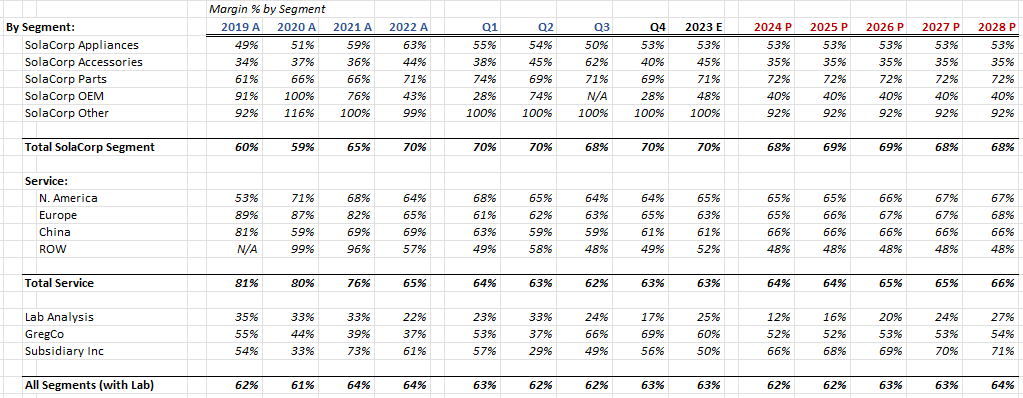 Margin % by Segment
By Segment: 2019 A 2020 A 2021 A 2022 A Q1 Q2 Q3 Q4 2023 E 2024 P 2025 P 2026 P 2027 P 2028 P
SolaCorp Appliances 49% 51% 59% 63% 55% 54% 50% 53% 53% 53% 53% 53% 53% 53%
SolaCorp Accessories 34% 37% 36% 44% 38% 45% 62% 40% 45% 35% 35% 35% 35% 35%
SolaCorp Parts 61% 66% 66% 71% 74% 69% 71% 69% 71% 72% 72% 72% 72% 72%
SolaCorp OEM 91% 100% 76% 43% 28% 74% N/A 28% 48% 40% 40% 40% 40% 40%
SolaCorp Other 92% 116% 100% 99% 100% 100% 100% 100% 100% 92% 92% 92% 92% 92%
Total SolaCorp Segment 60% 59% 65% 70% 70% 70% 68% 70% 70% 68% 69% 69% 68% 68%
Service:
N. America 53% 71% 68% 64% 68% 65% 64% 64% 65% 65% 65% 66% 67% 67%
Europe 89% 87% 82% 65% 61% 62% 63% 65% 63% 65% 66% 67% 67% 68%
China 81% 59% 69% 69% 63% 59% 59% 61% 61% 66% 66% 66% 66% 66%
ROW N/A 99% 96% 57% 49% 58% 48% 49% 52% 48% 48% 48% 48% 48%
Total Service 81% 80% 76% 65% 64% 63% 62% 63% 63% 64% 64% 65% 65% 66%
Lab Analysis 35% 33% 33% 22% 23% 33% 24% 17% 25% 12% 16% 20% 24% 27%
GregCo 55% 44% 39% 37% 53% 37% 66% 69% 60% 52% 52% 53% 53% 54%
Subsidiary Inc 54% 33% 73% 61% 57% 29% 49% 56% 50% 66% 68% 69% 70% 71%
All Segments (with Lab) 62% 61% 64% 64% 63% 62% 62% 63% 63% 62% 62% 63% 63% 64%